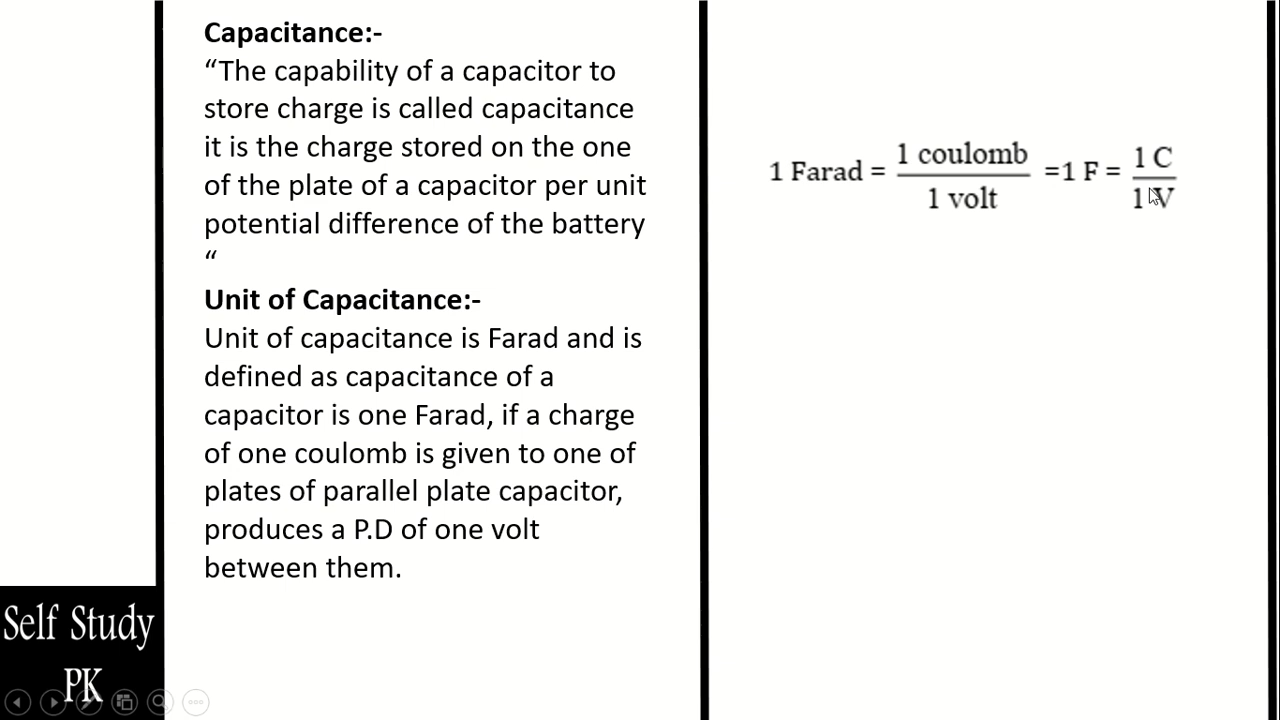 Capacitance:-
“The capability of a capacitor to
store charge is called capacitance
it is the charge stored on the one
of the plate of a capacitor per unit
potential difference of the battery
“
Unit of Capacitance:-
Unit of capacitance is Farad and is
defined as capacitance of a
capacitor is one Farad, if a charge
of one coulomb is given to one of
plates of parallel plate capacitor,
produces a P.D of one volt
between them.
1 Farad = 1 coulomb / 1 volt =1 F = 1 C / 1 V
Self Study
PK